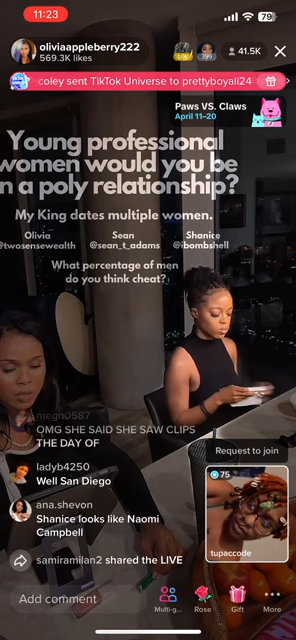 11:23
79
oliviaappleberry222
569.3K likes
399
41.5K
coley sent TikTok Universe to prettyboyali24
Paws VS. Claws
April 11-20
Young professional
women would you be
n a poly relationship?
My King dates multiple women.
Olivia
Sean
Shanice
@twosensewealth
@sean_t_adams
@ibombshell
What percentage of men
do you think cheat?
megn0587
OMG SHE SAID SHE SAW CLIPS
THE DAY OF
ladyb4250
Well San Diego
ana.shevon
Shanice looks like Naomi
Campbell
samiramilan2 shared the LIVE
Request to join
75
tupaccode
Add comment
Multi-g...
Rose
Gift
More